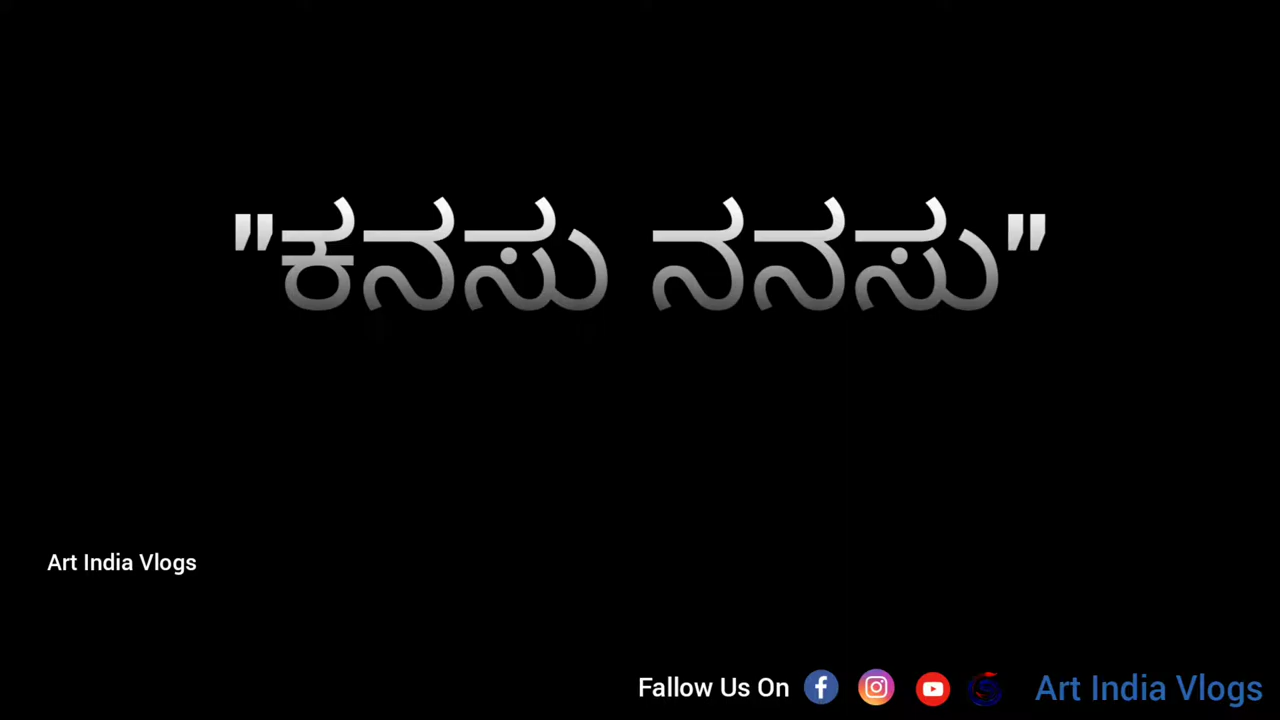 "ಕನಸು ನನಸು"
Art India Vlogs
Fallow Us On Art India Vlogs